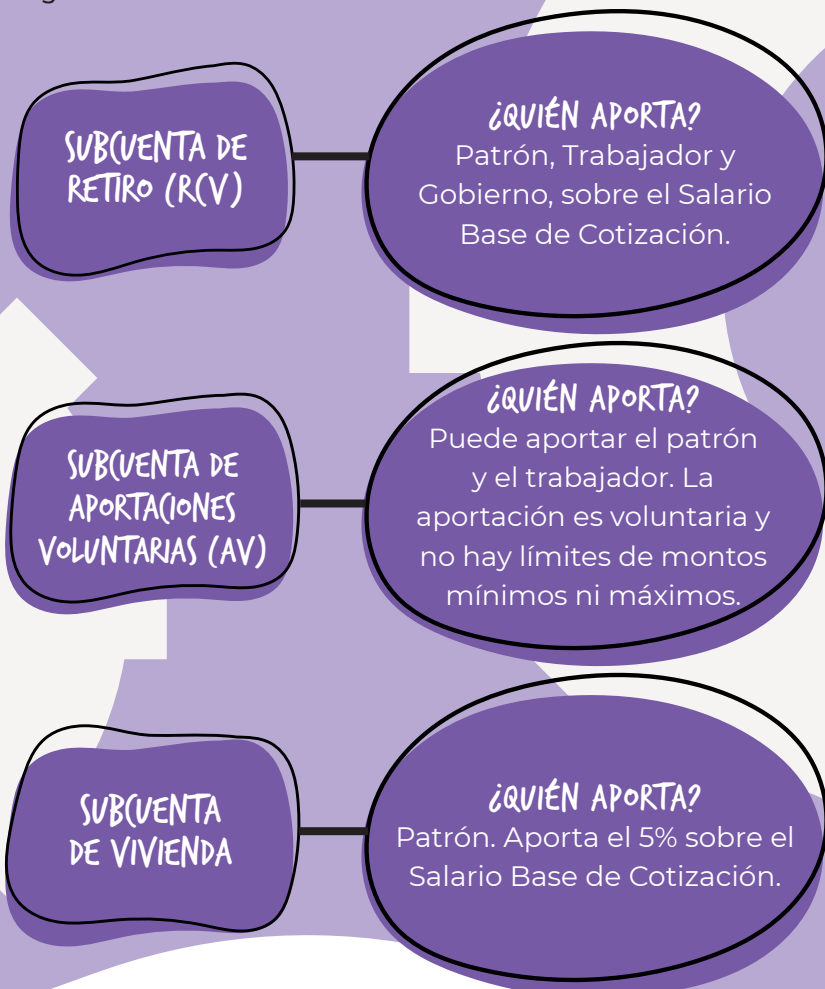 SUBCUENTA DE
RETIRO (RCV)
¿QUIÉN APORTA?
Patrón, Trabajador y
Gobierno, sobre el Salario
Base de Cotización.
SUBCUENTA DE
APORTACIONES
VOLUNTARIAS (AV)
¿QUIÉN APORTA?
Puede aportar el patrón
y el trabajador. La
aportación es voluntaria y
no hay límites de montos
mínimos ni máximos.
SUBCUENTA
DE VIVIENDA
¿QUIÉN APORTA?
Patrón. Aporta el 5% sobre el
Salario Base de Cotización.